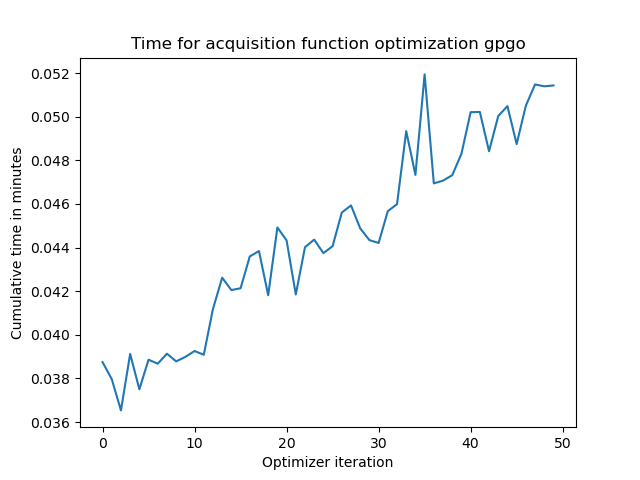 Time for acquisition function optimization gpgo
0.052
0.050
0.048
0.046
0.044
0.042
0.040
0.038
0.036
Cumulative time in minutes
0 10 20 30 40 50
Optimizer iteration